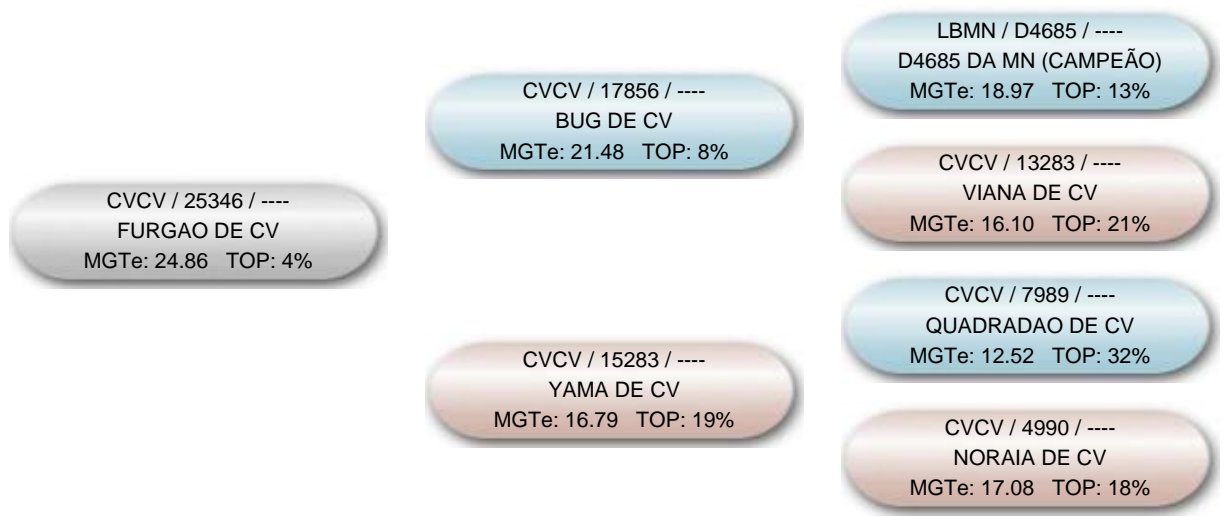 CVCV / 25346 / ----
FURGAO DE CV
MGTe: 24.86 TOP: 4%
CVCV / 17856 / ----
BUG DE CV
MGTe: 21.48 TOP: 8%
CVCV / 15283 / ----
YAMA DE CV
MGTe: 16.79 TOP: 19%
LBMN / D4685 / ----
D4685 DA MN (CAMPEÃO)
MGTe: 18.97 TOP: 13%
CVCV / 13283 / ----
VIANA DE CV
MGTe: 16.10 TOP: 21%
CVCV / 7989 / ----
QUADRADAO DE CV
MGTe: 12.52 TOP: 32%
CVCV / 4990 / ----
NORAIA DE CV
MGTe: 17.08 TOP: 18%